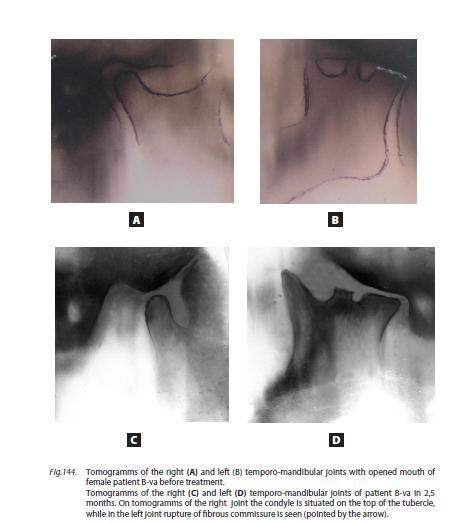 A
B
C
D
Fig.144. Tomogramms of the right (A) and left (B) temporo-mandibular joints with opened mouth of
female patient B-va before treatment.
Tomogramms of the right (C) and left (D) temporo-mandibular joints of patient B-va in 2,5
months. On tomogramms of the right joint the condyle is situated on the top of the tubercle,
while in the left joint rupture of fibrous commissure is seen (pointed by the arrow).